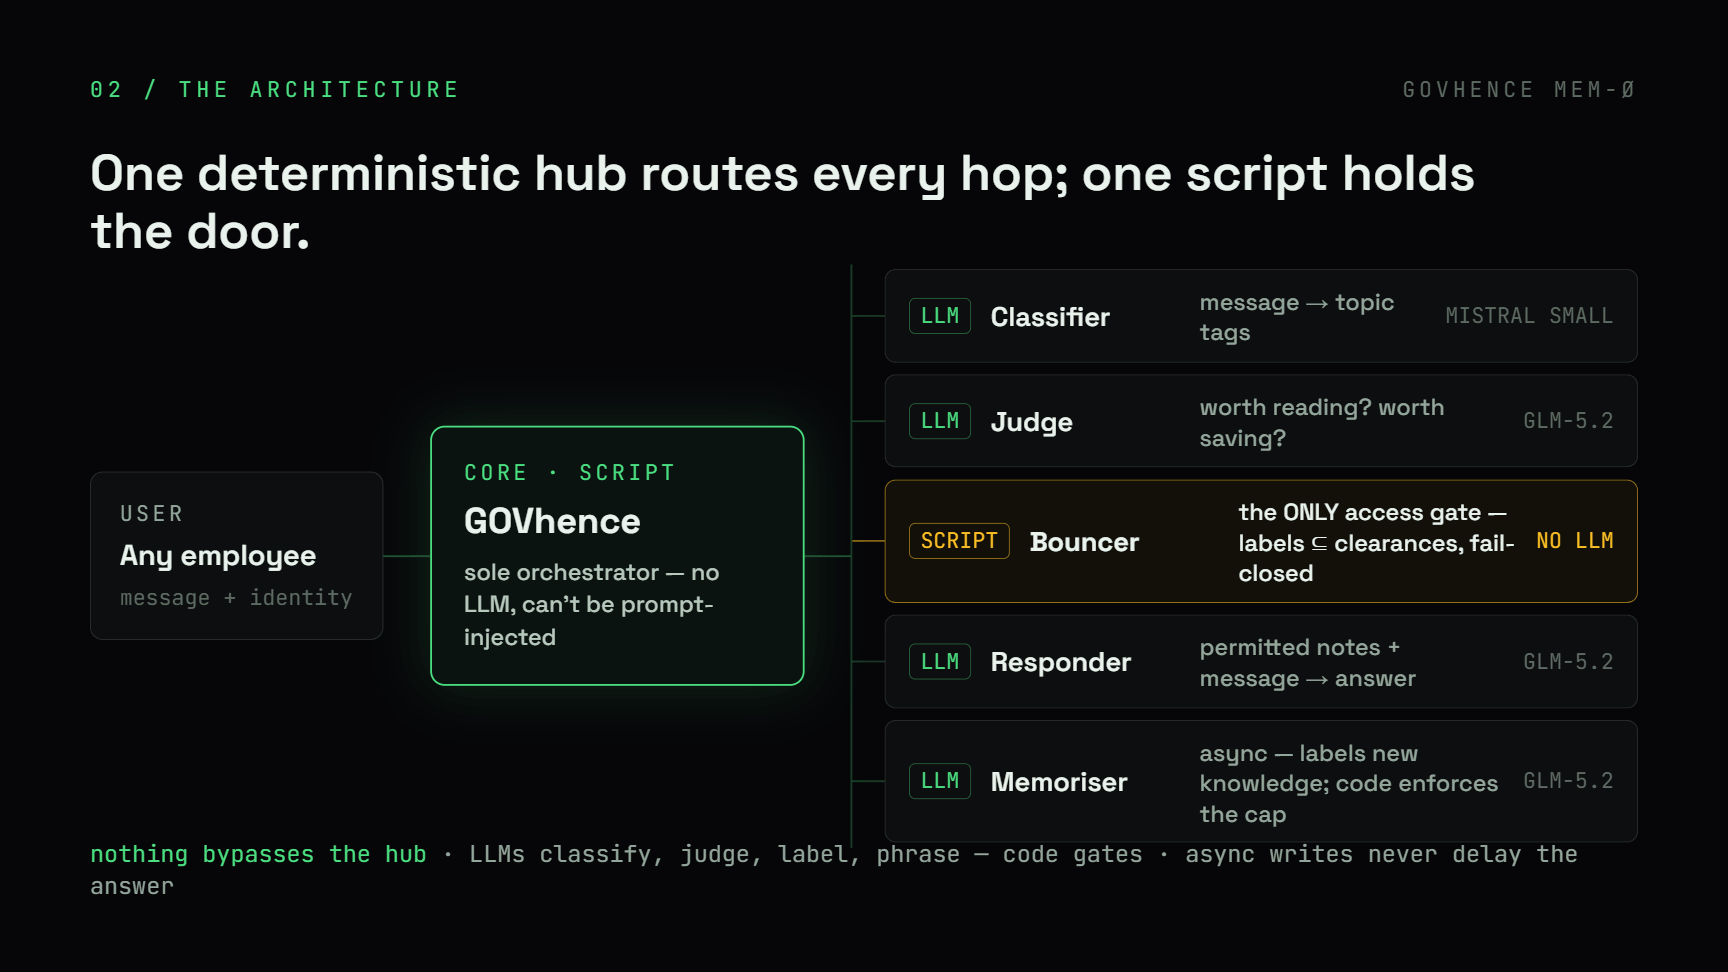 02 / THE ARCHITECTURE
GOVHENCE MEM-Ø
One deterministic hub routes every hop; one script holds
the door.
USER
Any employee
message + identity
CORE · SCRIPT
GOVhence
sole orchestrator — no
LLM, can't be prompt-
injected
LLM
Classifier
message → topic
tags
MISTRAL SMALL
LLM
Judge
worth reading? worth
saving?
GLM-5.2
SCRIPT
Bouncer
the ONLY access gate —
labels ⊆ clearances, fail-
closed
NO LLM
LLM
Responder
permitted notes +
message → answer
GLM-5.2
LLM
Memoriser
async — labels new
knowledge; code enforces
the cap
GLM-5.2
nothing bypasses the hub · LLMs classify, judge, label, phrase — code gates · async writes never delay the
answer